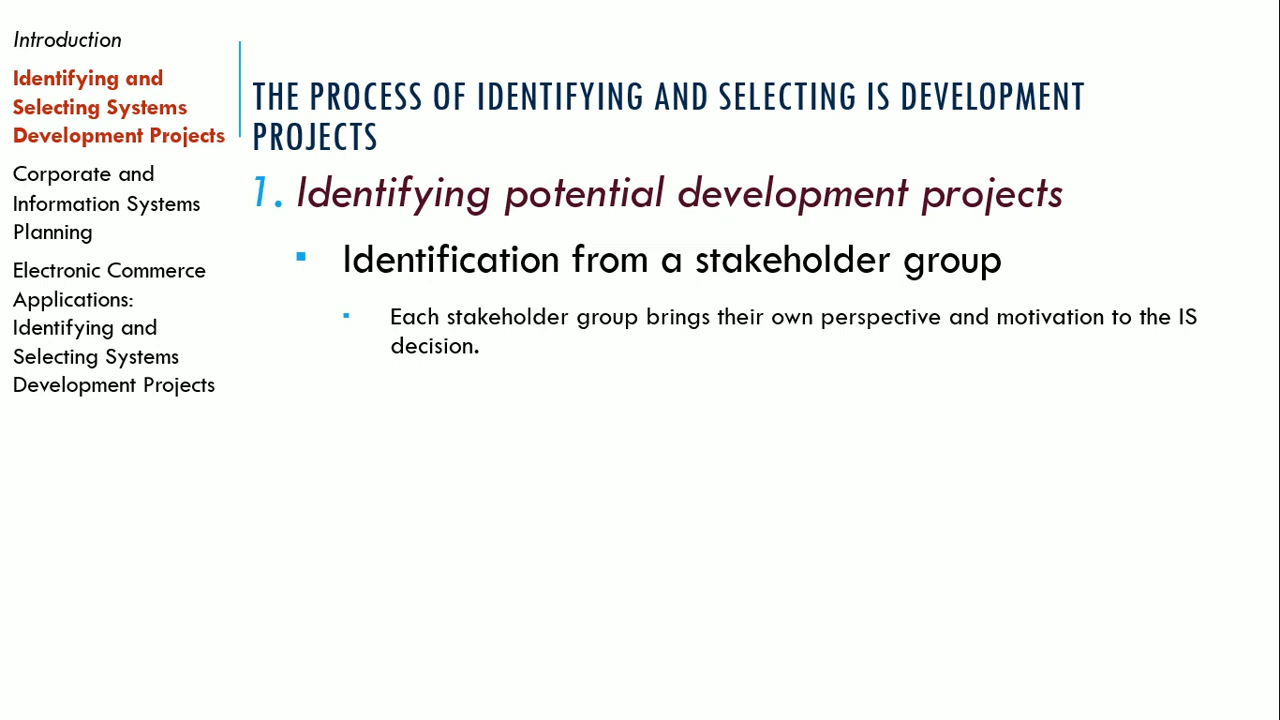 Introduction
Identifying and
Selecting Systems
Development Projects
Corporate and
Information Systems
Planning
Electronic Commerce
Applications:
Identifying and
Selecting Systems
Development Projects
THE PROCESS OF IDENTIFYING AND SELECTING IS DEVELOPMENT
PROJECTS
1. Identifying potential development projects
▪ Identification from a stakeholder group
▪ Each stakeholder group brings their own perspective and motivation to the IS
decision.